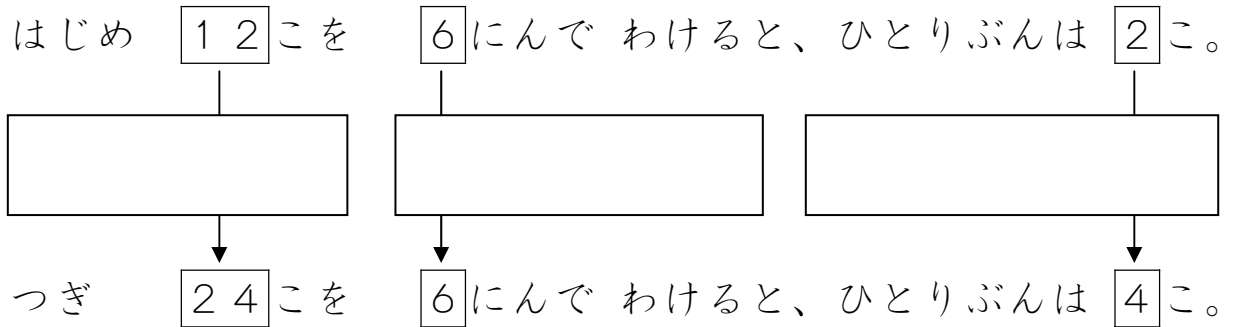 はじめ 12こを 6にんで わけると、ひとりぶんは 2こ。
つぎ 24こを 6にんで わけると、ひとりぶんは 4こ。